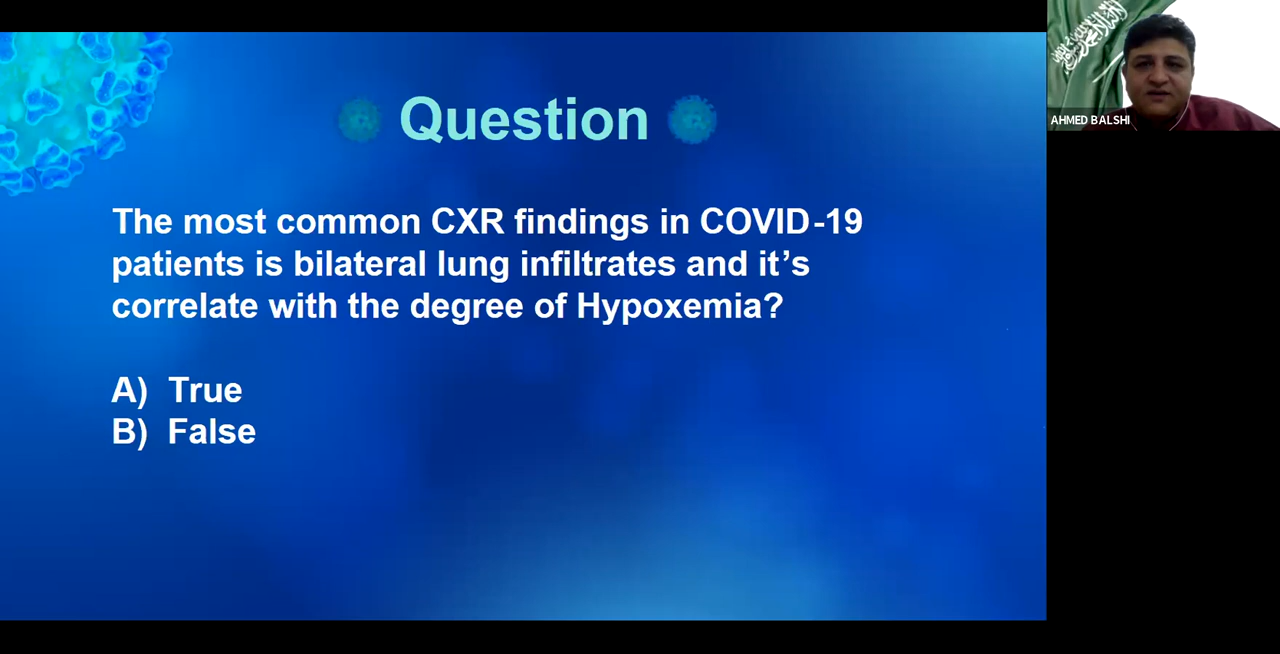 Question
The most common CXR findings in COVID-19
patients is bilateral lung infiltrates and it’s
correlate with the degree of Hypoxemia?
A) True
B) False
AHMED BALSHI